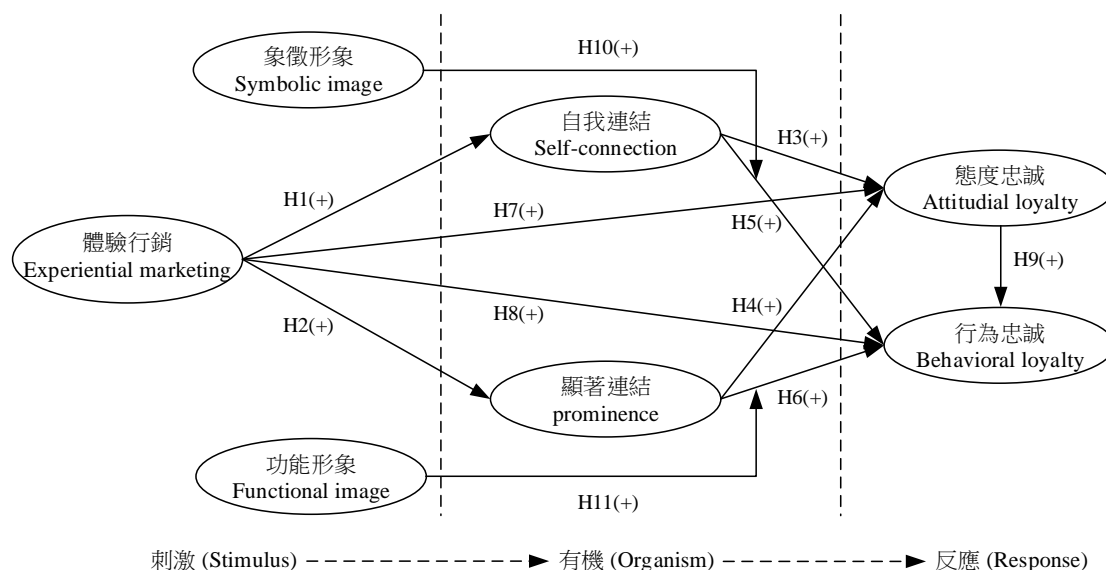 象徵形象
Symbolic image
H10(+)
自我連結
Self-connection
H3(+)
態度忠誠
Attitudial loyalty
H1(+)
H7(+)
H5(+)
體驗行銷
Experiential marketing
H9(+)
H2(+)
H8(+)
H4(+)
行為忠誠
Behavioral loyalty
顯著連結
prominence
H6(+)
功能形象
Functional image
H11(+)
刺激 (Stimulus)
有機 (Organism)
反應 (Response)